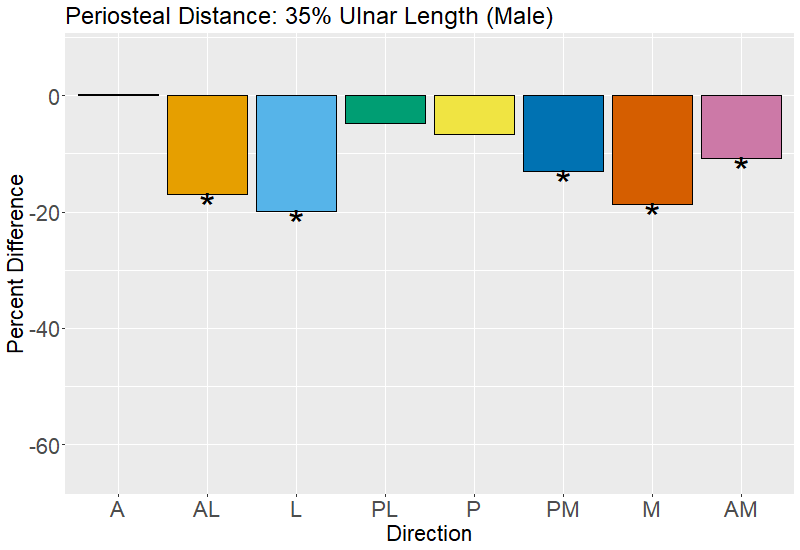 Periosteal Distance: 35% Ulnar Length (Male)
Percent Difference
0
-20
-40
-60
* * * * *
A AL L PL P PM M AM
Direction